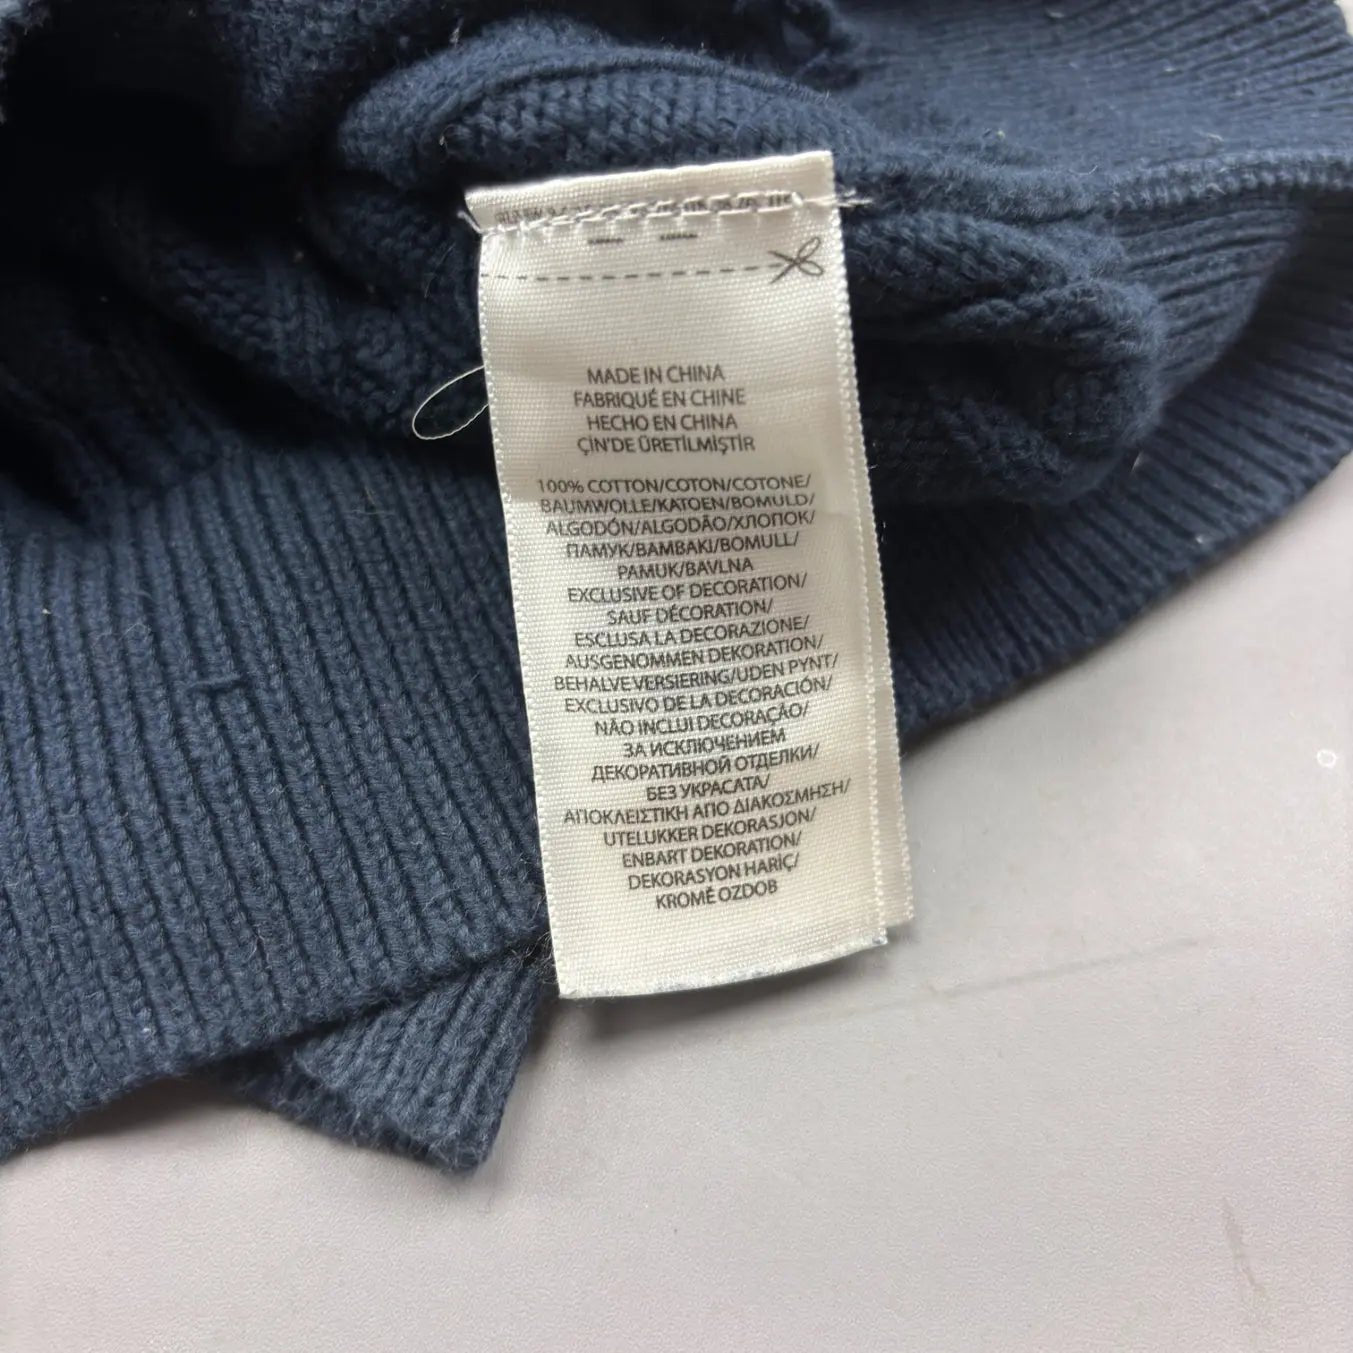 MADE IN CHINA
FABRIQUÉ EN CHINE
HECHO EN CHINA
ÇİN'DE ÜRETİLMİŞTİR
100% COTTON/COTON/COTONE/
BAUMWOLLE/KATOEN/BOMULD/
ALGODÓN/ALGODÃO/ХЛОПОК/
ПАМУК/ΒΑΜΒΑΚΙ/BOMULL/
PAMUK/BAVLNA
EXCLUSIVE OF DECORATION/
SAUF DÉCORATION/
ESCLUSA LA DECORAZIONE/
AUSGENOMMEN DEKORATION/
BEHALVE VERSIERING/UDEN PYNT/
EXCLUSIVO DE LA DECORACIÓN/
NÃO INCLUI DECORAÇÃO/
ЗА ИСКЛЮЧЕНИЕМ
ДЕКОРАТИВНОЙ ОТДЕЛКИ/
БЕЗ УКРАСАТА/
ΑΠΟΚΛΕΙΣΤΙΚΗ ΑΠΟ ΔΙΑΚΟΣΜΗΣΗ/
UTELUKKER DEKORASJON/
ENBART DEKORATION/
DEKORASYON HARİÇ/
KROMĚ OZDOB